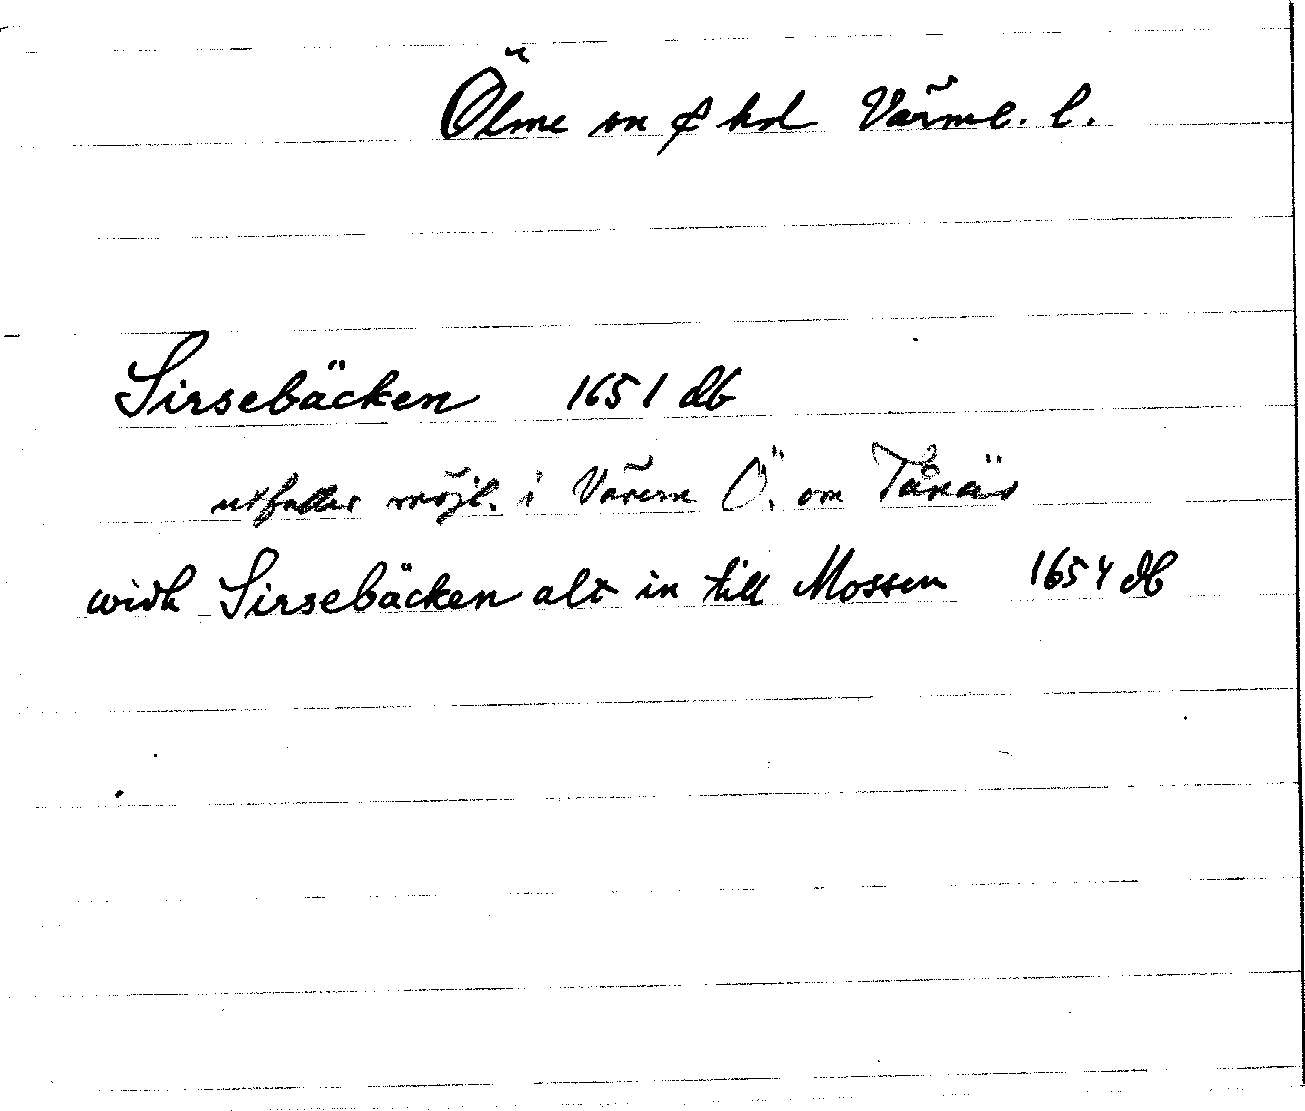 Ölme sn & hd Värml. l.
Sirsebäcken 1651 db
utfaller möjl. i Vänern Ö. om Tånäs
widh Sirsebäcken alt in till Mossen 1654 db